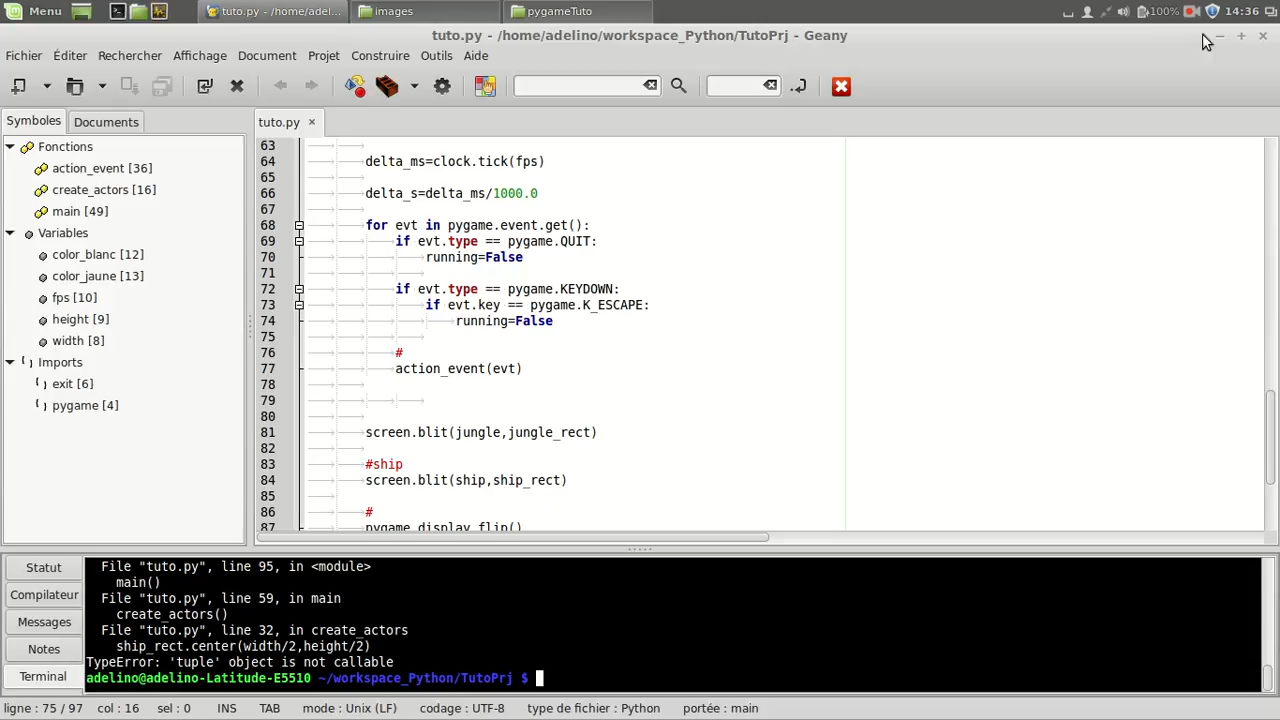 Menu
tuto.py - /home/adel...
images
pygameTuto
100%
14:36
tuto.py - /home/adelino/workspace_Python/TutoPrj - Geany
Fichier Éditer Rechercher Affichage Document Projet Construire Outils Aide
Symboles Documents
Fonctions
action_event [36]
create_actors [16]
main [49]
Variables
color_blanc [12]
color_jaune [13]
fps [10]
height [9]
width [8]
Imports
exit [6]
pygame [4]
tuto.py
63
64 delta_ms=clock.tick(fps)
65
66 delta_s=delta_ms/1000.0
67
68 for evt in pygame.event.get():
69 if evt.type == pygame.QUIT:
70 running=False
71
72 if evt.type == pygame.KEYDOWN:
73 if evt.key == pygame.K_ESCAPE:
74 running=False
75
76 #
77 action_event(evt)
78
79
80
81 screen.blit(jungle,jungle_rect)
82
83 #ship
84 screen.blit(ship,ship_rect)
85
86 #
87 pygame.display.flip()
Statut
Compilateur
Messages
Notes
Terminal
File "tuto.py", line 95, in <module>
main()
File "tuto.py", line 59, in main
create_actors()
File "tuto.py", line 32, in create_actors
ship_rect.center(width/2,height/2)
TypeError: 'tuple' object is not callable
adelino@adelino-Latitude-E5510 ~/workspace_Python/TutoPrj $
ligne : 75 / 97 col : 16 sel : 0 INS TAB mode : Unix (LF) codage : UTF-8 type de fichier : Python portée : main